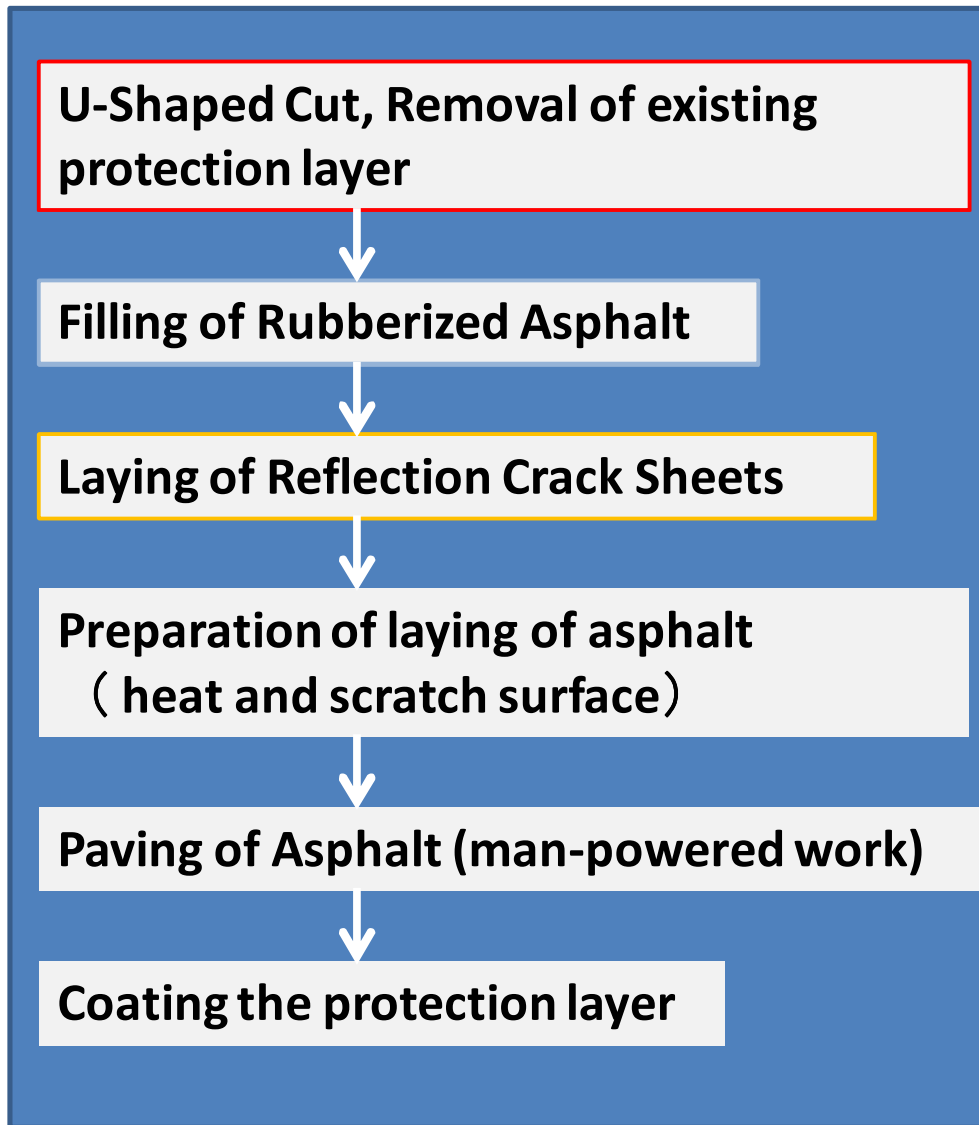 U-Shaped Cut, Removal of existing
protection layer
Filling of Rubberized Asphalt
Laying of Reflection Crack Sheets
Preparation of laying of asphalt
（ heat and scratch surface）
Paving of Asphalt (man-powered work)
Coating the protection layer